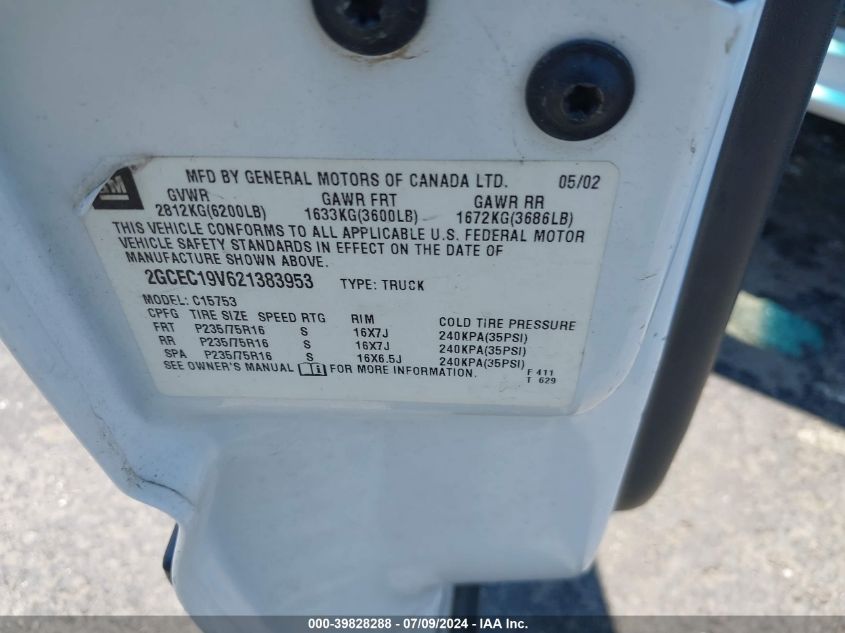 GM
MFD BY GENERAL MOTORS OF CANADA LTD. 05/02
GVWR GAWR FRT GAWR RR
2812KG(6200LB) 1633KG(3600LB) 1672KG(3686LB)
THIS VEHICLE CONFORMS TO ALL APPLICABLE U.S. FEDERAL MOTOR
VEHICLE SAFETY STANDARDS IN EFFECT ON THE DATE OF
MANUFACTURE SHOWN ABOVE.
2GCEC19V621383953 TYPE: TRUCK
MODEL: C15753
CPFG TIRE SIZE SPEED RTG RIM COLD TIRE PRESSURE
FRT P235/75R16 S 16X7J 240KPA(35PSI)
RR P235/75R16 S 16X7J 240KPA(35PSI)
SPA P235/75R16 S 16X6.5J 240KPA(35PSI)
SEE OWNER'S MANUAL i FOR MORE INFORMATION. F 411
T 629
000-39828288 - 07/09/2024 - IAA Inc.